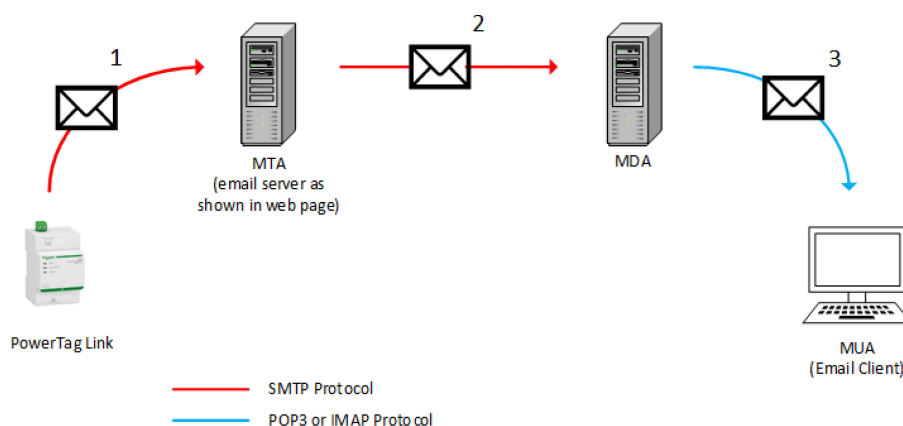 1
2
3
MTA
(email server as
shown in web page)
MDA
PowerTag Link
MUA
(Email Client)
SMTP Protocol
POP3 or IMAP Protocol